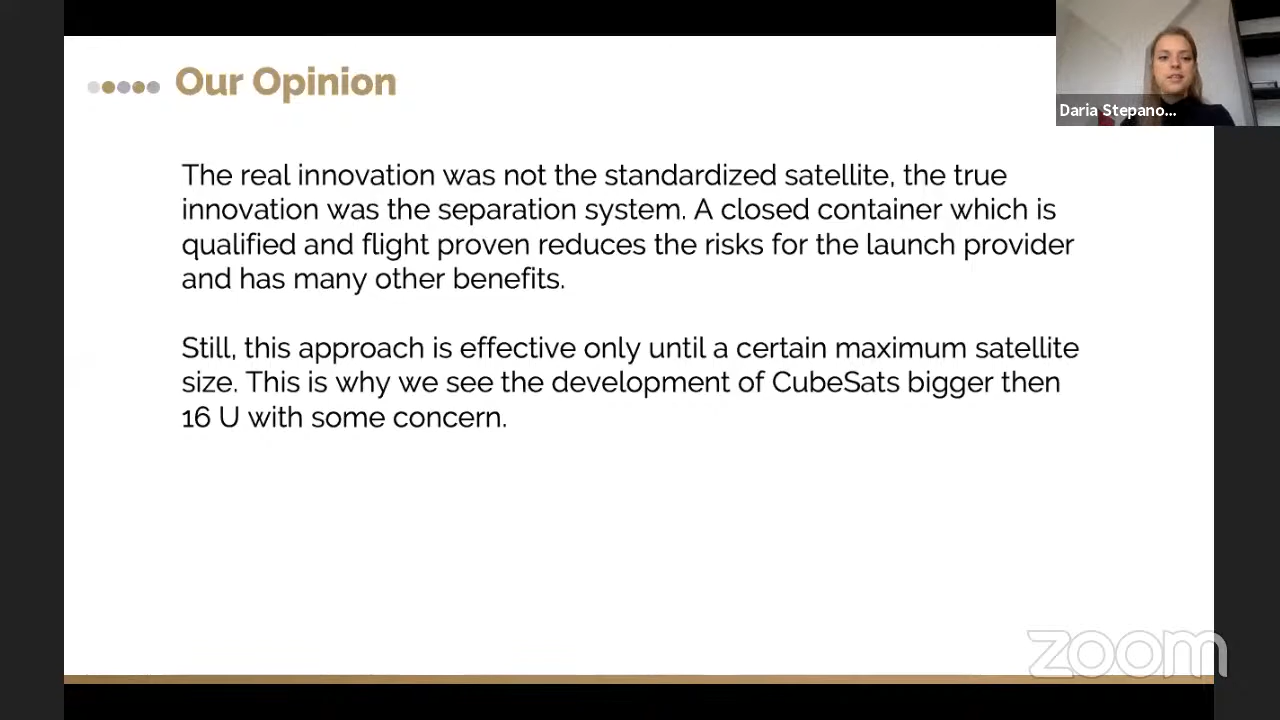 Our Opinion
Daria Stepano...
The real innovation was not the standardized satellite, the true
innovation was the separation system. A closed container which is
qualified and flight proven reduces the risks for the launch provider
and has many other benefits.
Still, this approach is effective only until a certain maximum satellite
size. This is why we see the development of CubeSats bigger then
16 U with some concern.
zoom